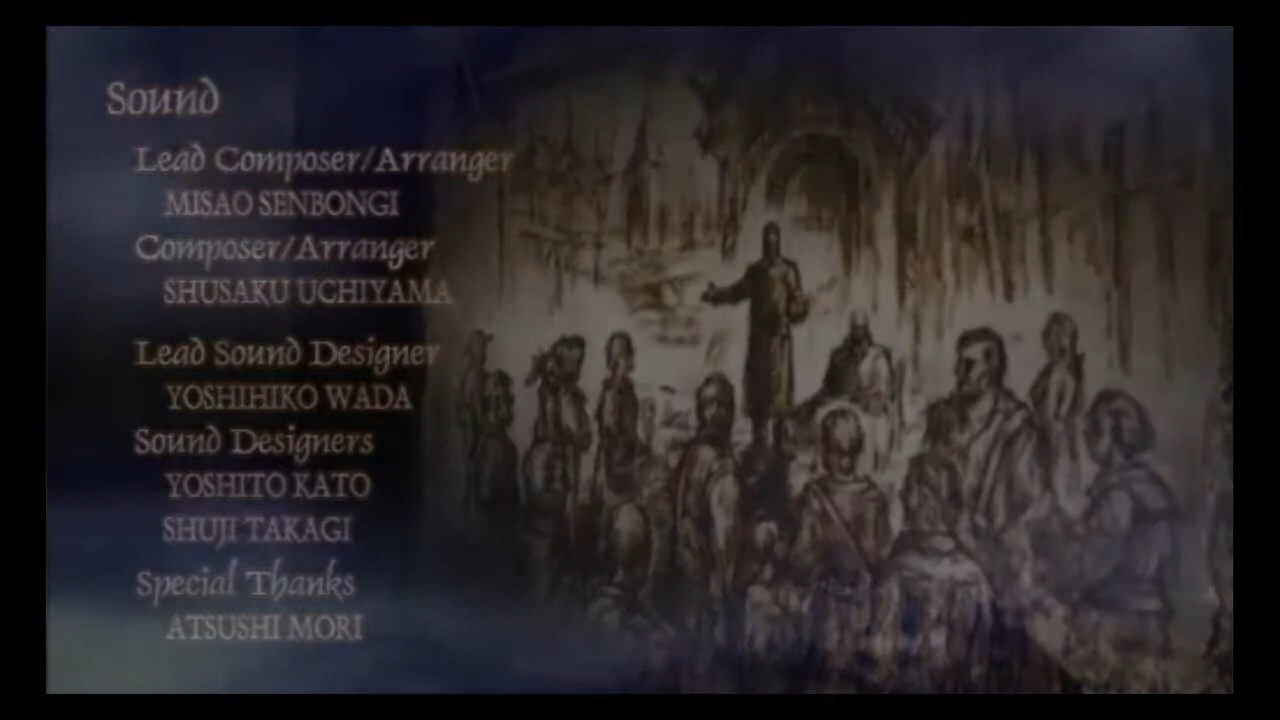 Sound
Lead Composer/Arranger
MISAO SENBONGI
Composer/Arranger
SHUSAKU UCHIYAMA
Lead Sound Designer
YOSHIHIKO WADA
Sound Designers
YOSHITO KATO
SHUJI TAKAGI
Special Thanks
ATSUSHI MORI